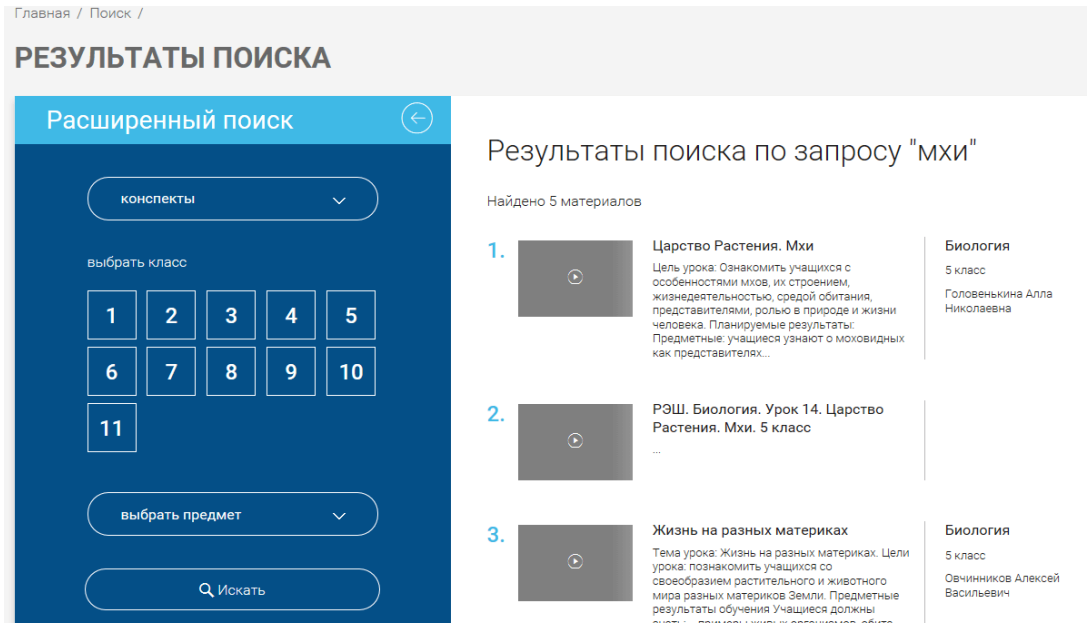 Главная / Поиск /
РЕЗУЛЬТАТЫ ПОИСКА
Расширенный поиск
конспекты
выбрать класс
1 2 3 4 5
6 7 8 9 10
11
выбрать предмет
Искать
Результаты поиска по запросу "мхи"
Найдено 5 материалов
1.
Царство Растения. Мхи
Цель урока: Ознакомить учащихся с
особенностями мхов, их строением,
жизнедеятельностью, средой обитания,
представителями, ролью в природе и жизни
человека. Планируемые результаты:
Предметные: учащиеся узнают о моховидных
как представителях...
Биология
5 класс
Головенькина Алла
Николаевна
2.
РЭШ. Биология. Урок 14. Царство
Растения. Мхи. 5 класс
...
3.
Жизнь на разных материках
Тема урока: Жизнь на разных материках. Цели
урока: познакомить учащихся со
своеобразием растительного и животного
мира разных материков Земли. Предметные
результаты обучения Учащиеся должны
Биология
5 класс
Овчинников Алексей
Васильевич